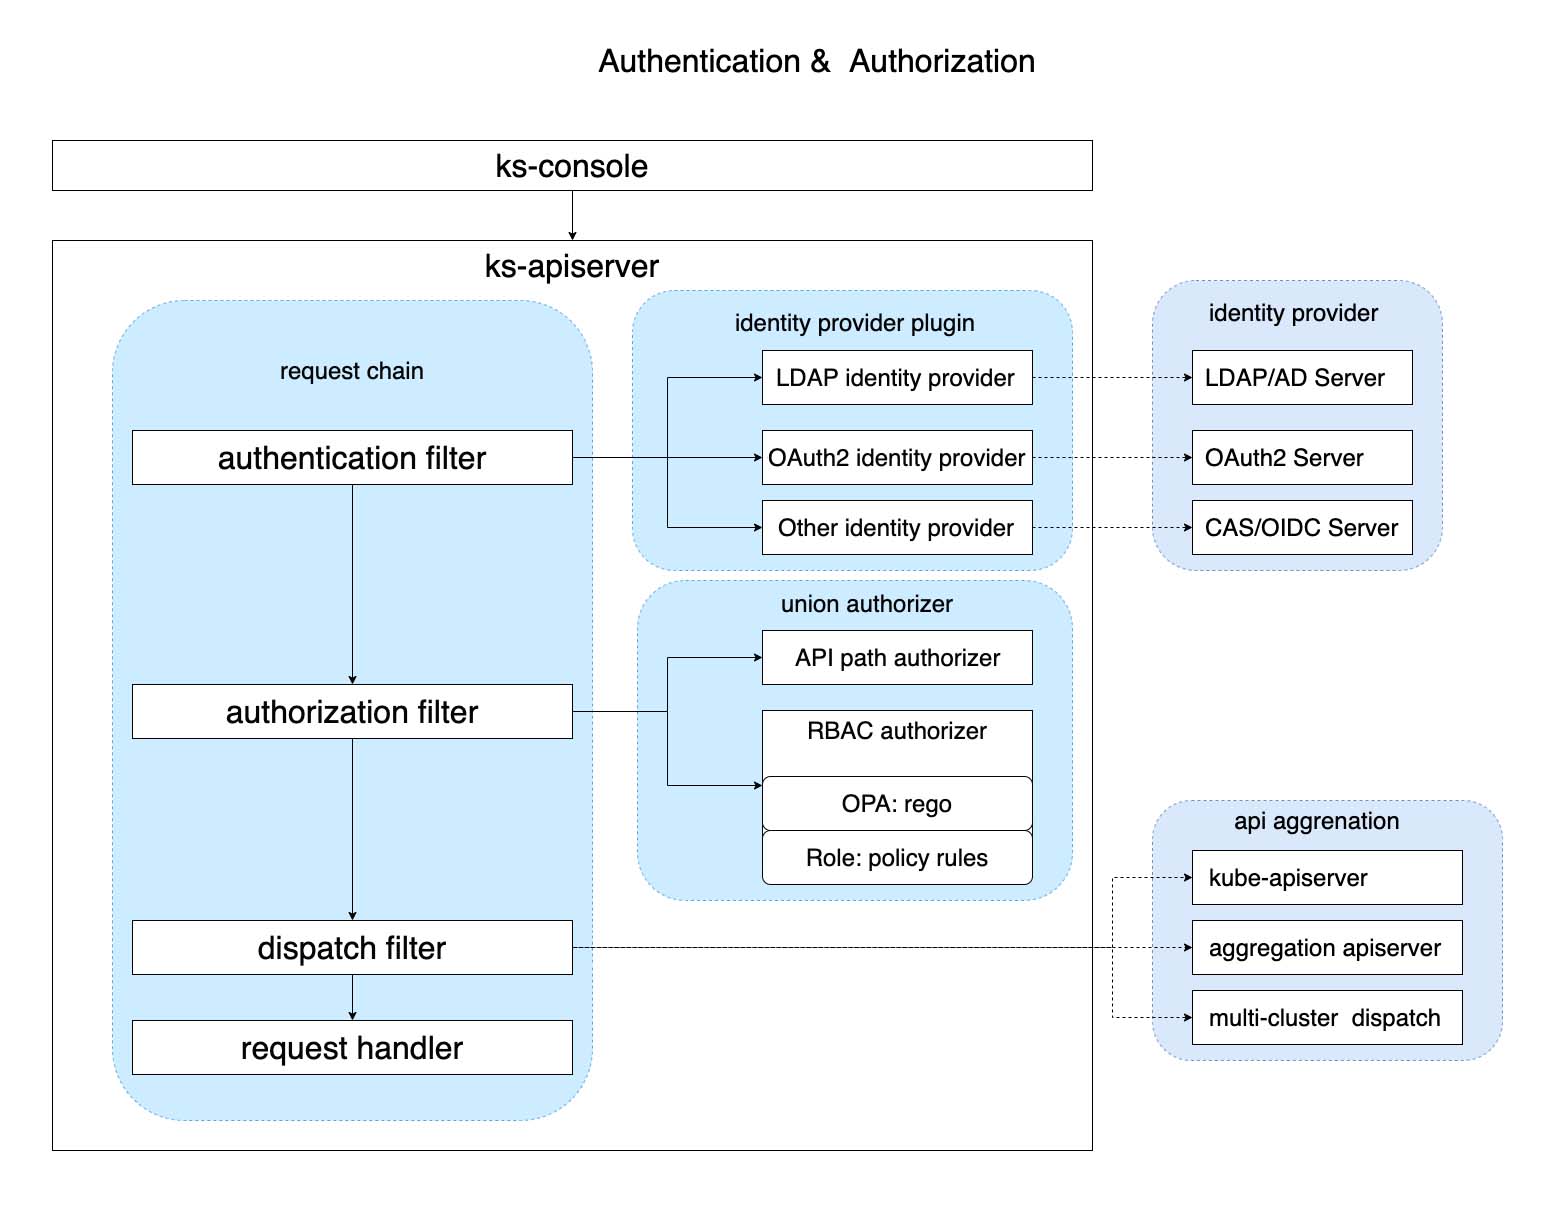 Authentication &  Authorization
ks-console
ks-apiserver
request chain
authentication filter
authorization filter
dispatch filter
request handler
identity provider plugin
LDAP identity provider
OAuth2 identity provider
Other identity provider
union authorizer
API path authorizer
RBAC authorizer
OPA: rego
Role: policy rules
identity provider
LDAP/AD Server
OAuth2 Server
CAS/OIDC Server
api aggrenation
kube-apiserver
aggregation apiserver
multi-cluster  dispatch